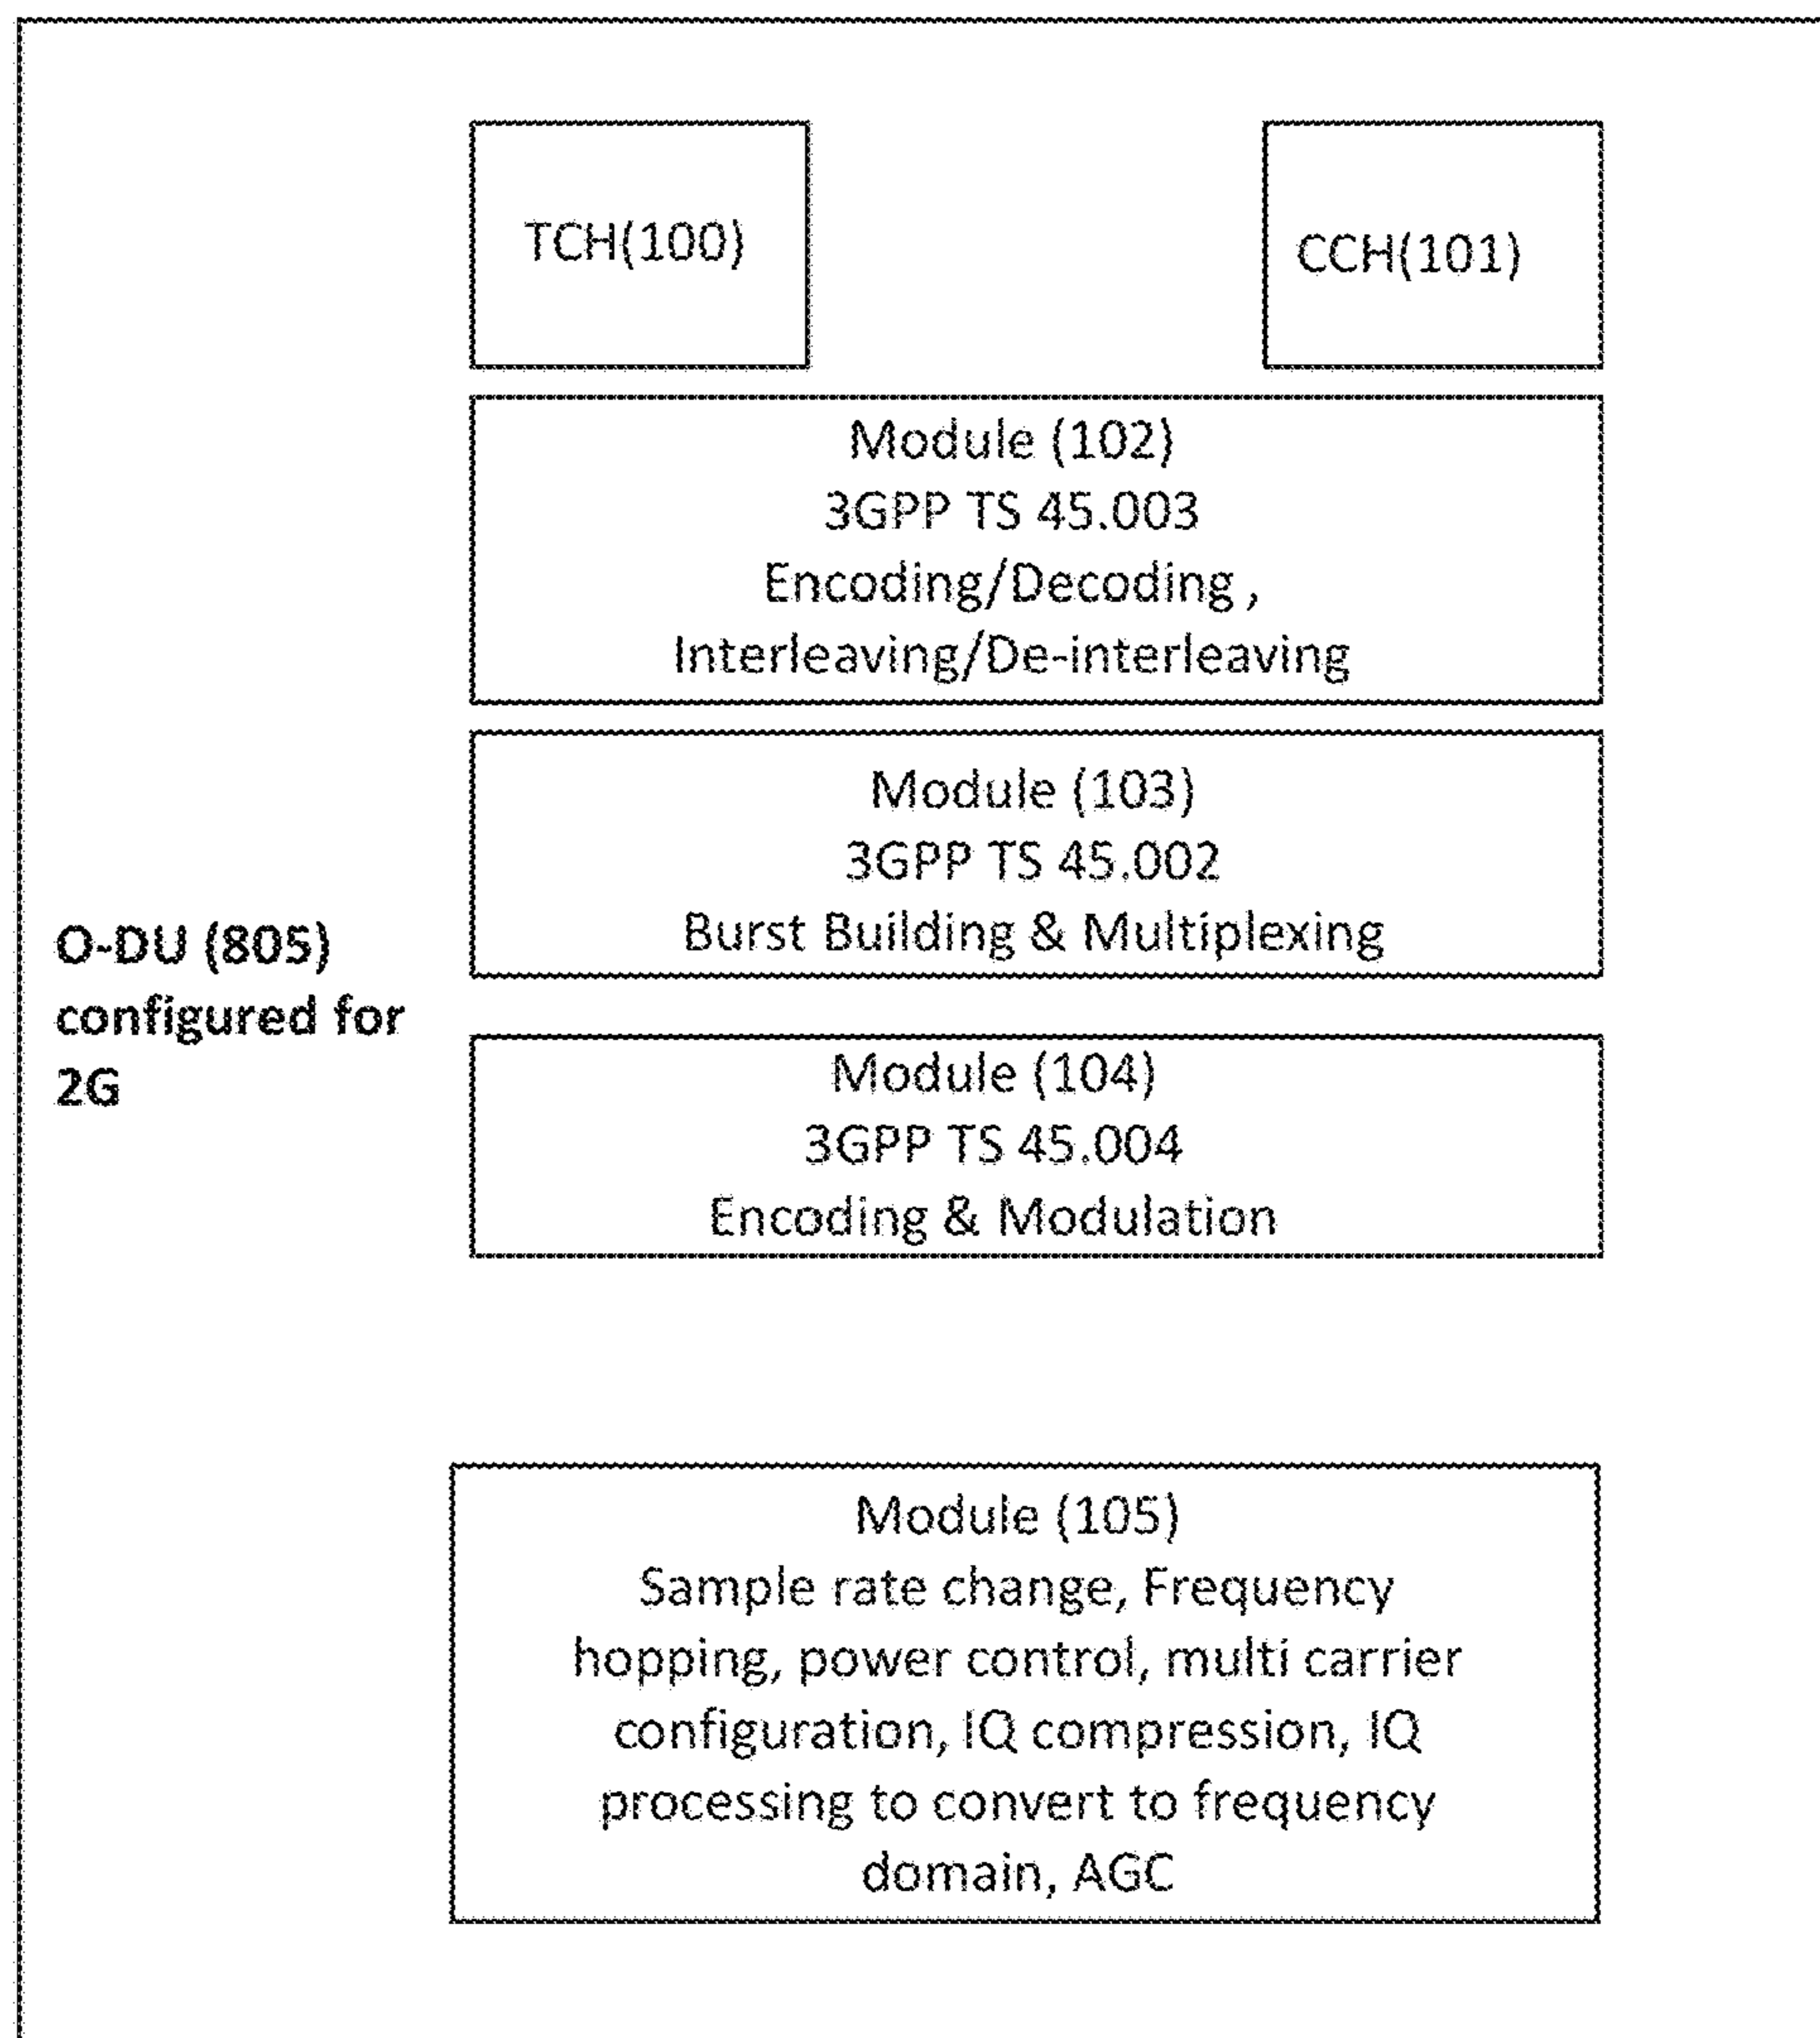 TCH(100)
CCH(101)
Module (102)
3GPP TS 45.003
Encoding/Decoding ,
Interleaving/De-interleaving
Module (103)
3GPP TS 45.002
Burst Building & Multiplexing
O-DU (805)
configured for
2G
Module (104)
3GPP TS 45.004
Encoding & Modulation
Module (105)
Sample rate change, Frequency
hopping, power control, multi carrier
configuration, IQ compression, IQ
processing to convert to frequency
domain, AGC